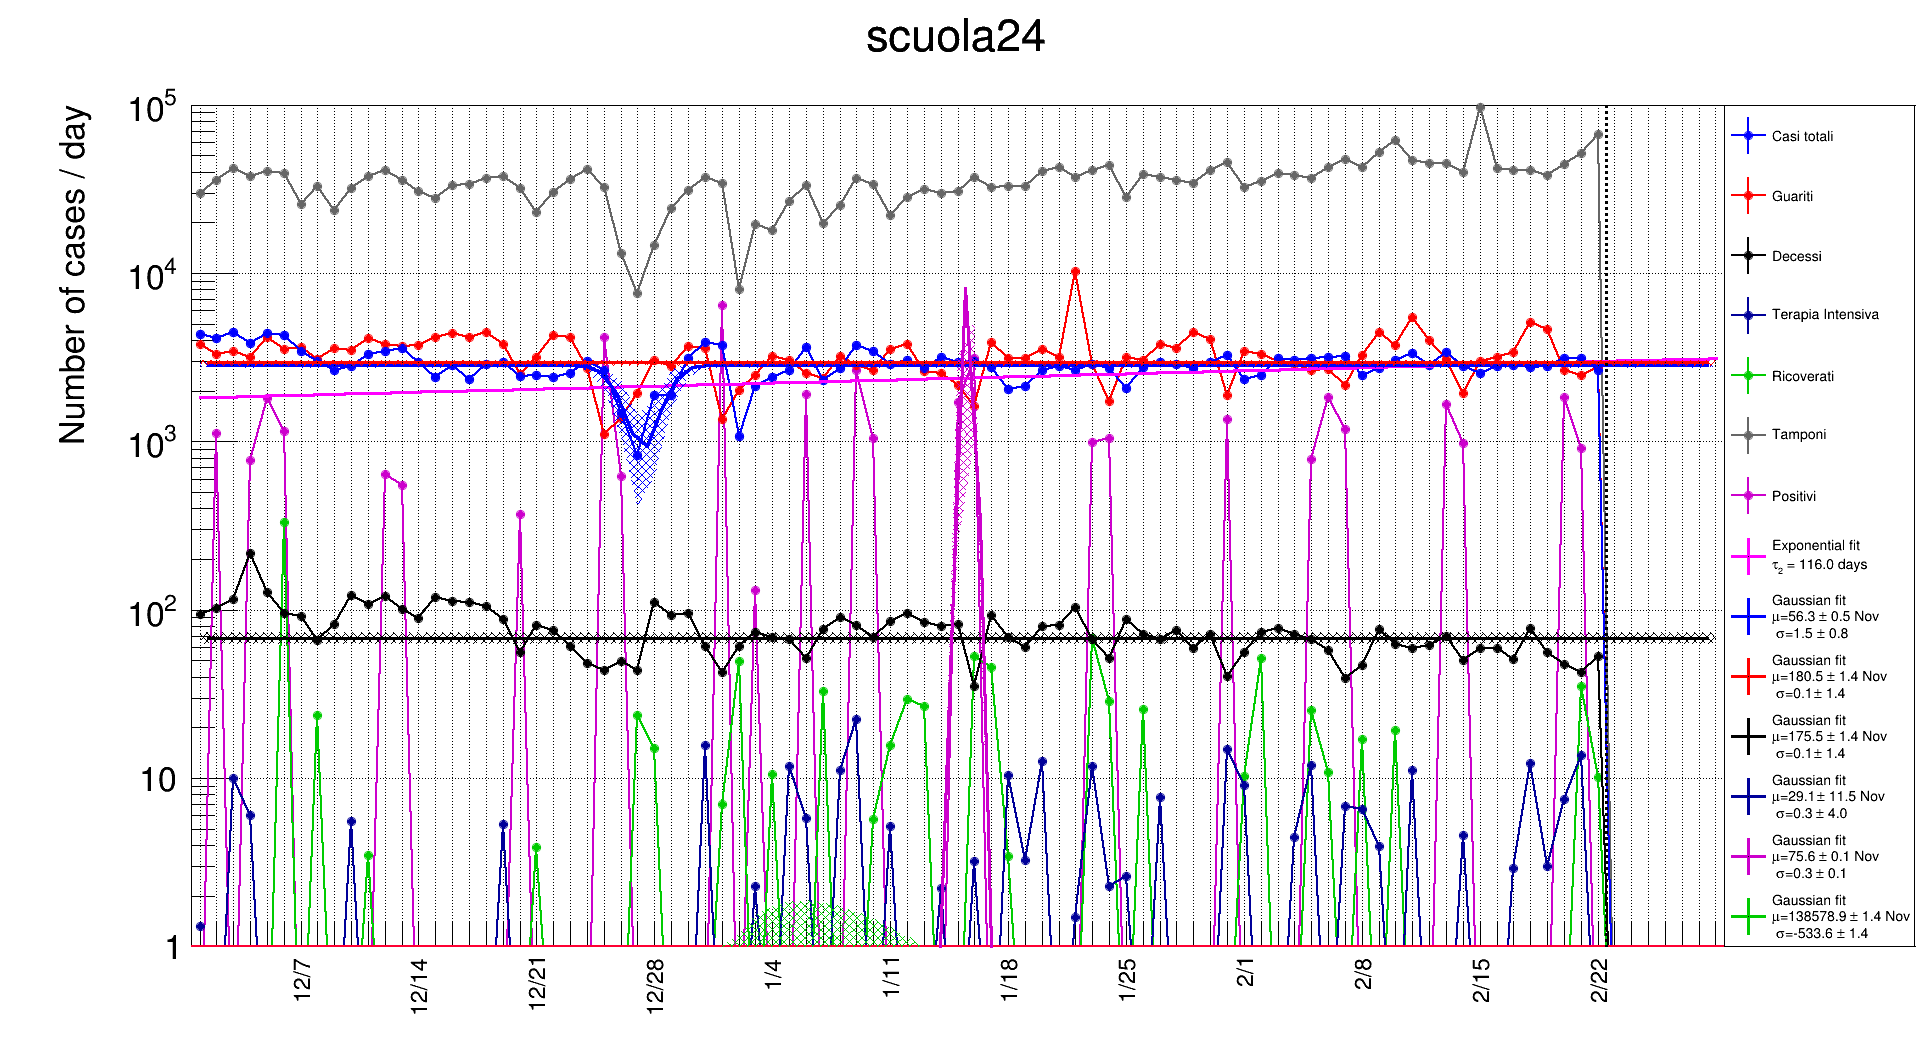 scuola24
Number of cases / day
10^5
10^4
10^3
10^2
10
1
12/7
12/14
12/21
12/28
1/4
1/11
1/18
1/25
2/1
2/8
2/15
2/22
Casi totali
Guariti
Decessi
Terapia Intensiva
Ricoverati
Tamponi
Positivi
Exponential fit
τ₂ = 116.0 days
Gaussian fit
μ=56.3 ± 0.5 Nov
σ=1.5 ± 0.8
Gaussian fit
μ=180.5 ± 1.4 Nov
σ=0.1 ± 1.4
Gaussian fit
μ=175.5 ± 1.4 Nov
σ=0.1 ± 1.4
Gaussian fit
μ=29.1 ± 11.5 Nov
σ=0.3 ± 4.0
Gaussian fit
μ=75.6 ± 0.1 Nov
σ=0.3 ± 0.1
Gaussian fit
μ=138578.9 ± 1.4 Nov
σ=-533.6 ± 1.4